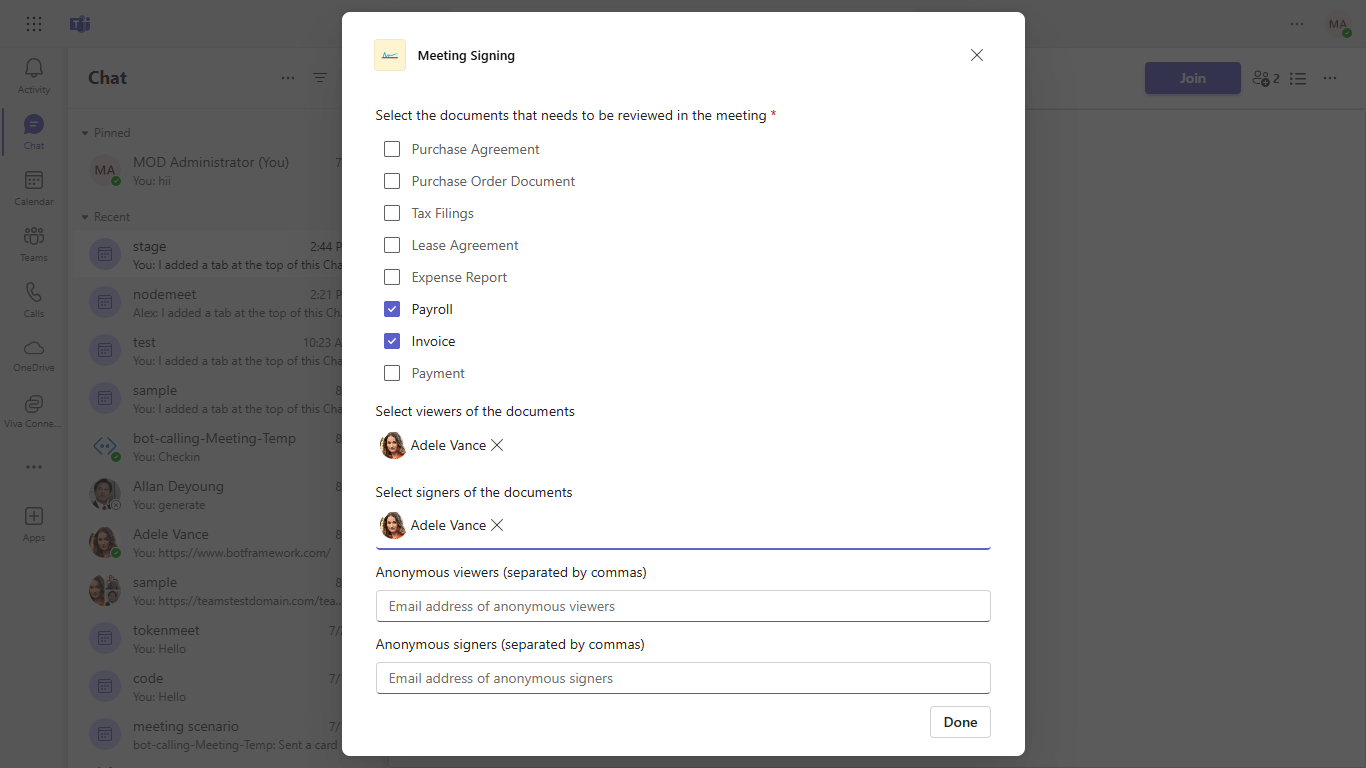 MA
Activity
Chat
Calendar
Teams
Calls
OneDrive
Viva Conne...
Apps
Chat
Pinned
MA
MOD Administrator (You)
7
You: hii
Recent
stage
2:44 P
You: I added a tab at the top of this Cha
nodemeet
2:21 P
Alex: I added a tab at the top of this Ch
test
10:23 A
You: I added a tab at the top of this Cha
sample
8
You: I added a tab at the top of this Cha
bot-calling-Meeting-Temp
8
You: Checkin
Allan Deyoung
8
You: generate
Adele Vance
8
You: https://www.botframework.com/
sample
8
You: https://teamstestdomain.com/tea...
tokenmeet
7/
You: Hello
code
7/
You: Hello
meeting scenario
7/
bot-calling-Meeting-Temp: Sent a card
Join
2
Meeting Signing
Select the documents that needs to be reviewed in the meeting *
Purchase Agreement
Purchase Order Document
Tax Filings
Lease Agreement
Expense Report
Payroll
Invoice
Payment
Select viewers of the documents
Adele Vance
Select signers of the documents
Adele Vance
Anonymous viewers (separated by commas)
Email address of anonymous viewers
Anonymous signers (separated by commas)
Email address of anonymous signers
Done